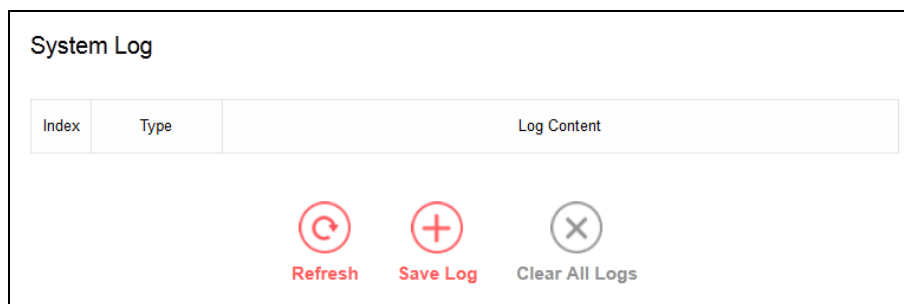 System Log
Index Type Log Content
Refresh Save Log Clear All Logs